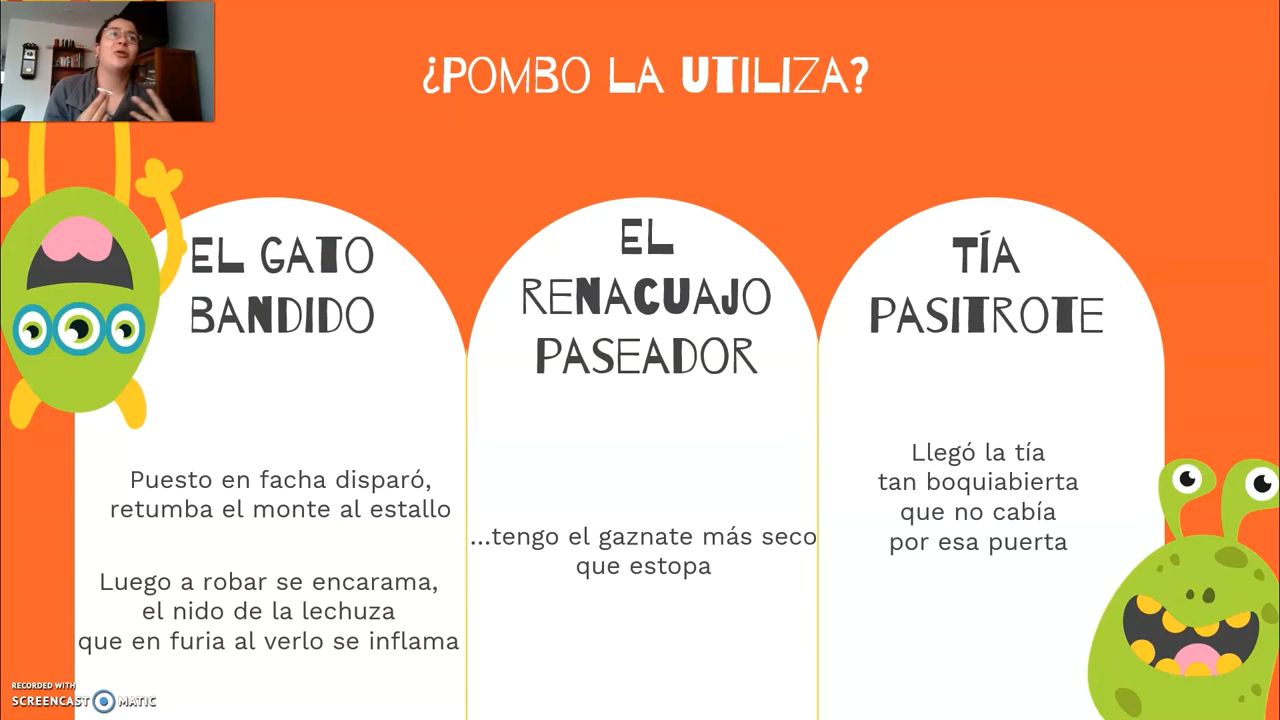 ¿POMBO LA UTILIZA?
EL GATO
BANDIDO
Puesto en facha disparó,
retumba el monte al estallo
Luego a robar se encarama,
el nido de la lechuza
que en furia al verlo se inflama
EL
RENACUAJO
PASEADOR
...tengo el gaznate más seco
que estopa
TÍA
PASITROTE
Llegó la tía
tan boquiabierta
que no cabía
por esa puerta
RECORDED WITH
SCREENCAST MATIC